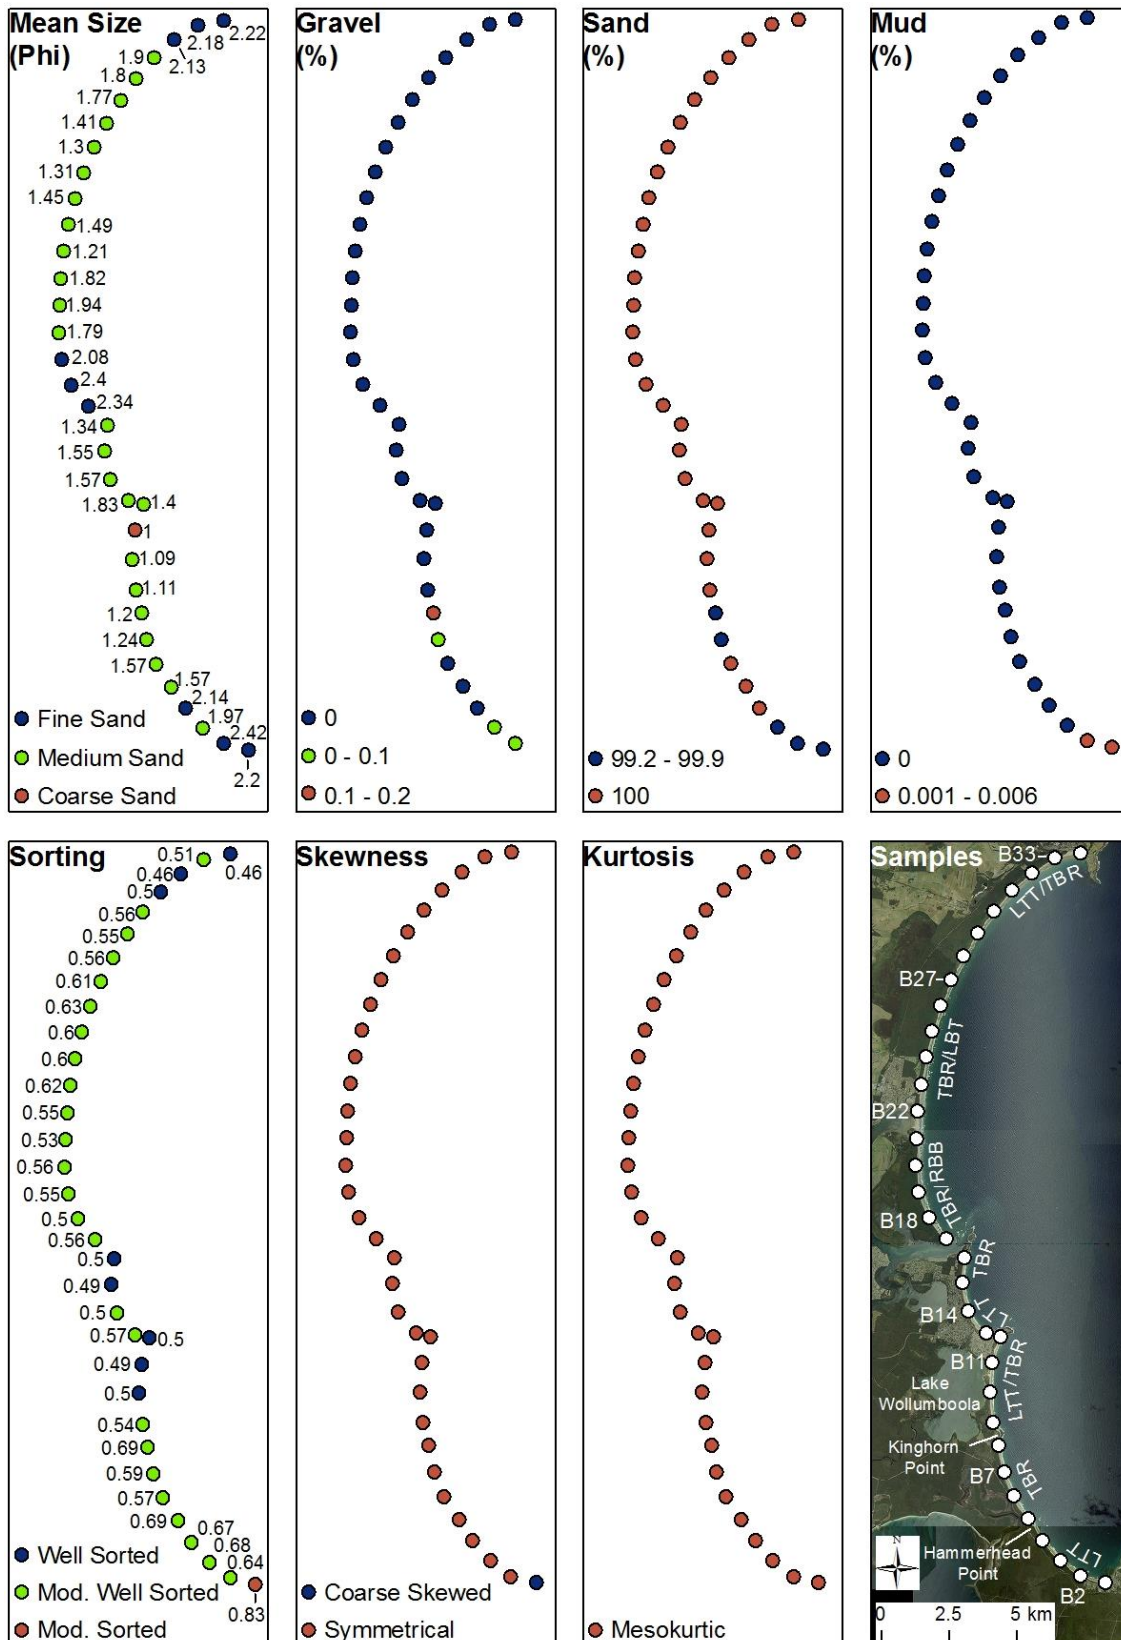 Mean Size
(Phi)
2.22
2.18
2.13
1.9
1.8
1.77
1.41
1.3
1.31
1.45
1.49
1.21
1.82
1.94
1.79
2.08
2.4
2.34
1.34
1.55
1.57
1.83
1.4
1
1.09
1.11
1.2
1.24
1.57
1.57
2.14
1.97
2.42
2.2
Fine Sand
Medium Sand
Coarse Sand
Gravel
(%)
0
0 - 0.1
0.1 - 0.2
Sand
(%)
99.2 - 99.9
100
Mud
(%)
0
0.001 - 0.006
Sorting
0.51
0.46
0.46
0.5
0.56
0.55
0.56
0.61
0.63
0.6
0.6
0.62
0.55
0.53
0.56
0.55
0.5
0.56
0.5
0.49
0.5
0.57
0.5
0.49
0.5
0.54
0.69
0.59
0.57
0.69
0.67
0.68
0.64
0.83
Well Sorted
Mod. Well Sorted
Mod. Sorted
Skewness
Coarse Skewed
Symmetrical
Kurtosis
Mesokurtic
Samples
B33
LTT/TBR
B27
TBR/LBT
B22
TBR/RBB
B18
TBR
B14
LTT
B11
LTT/TBR
Lake
Wollumboola
Kinghorn
Point
B7
TBR
Hammerhead
Point
LTT
B2
N
0 2.5 5 km